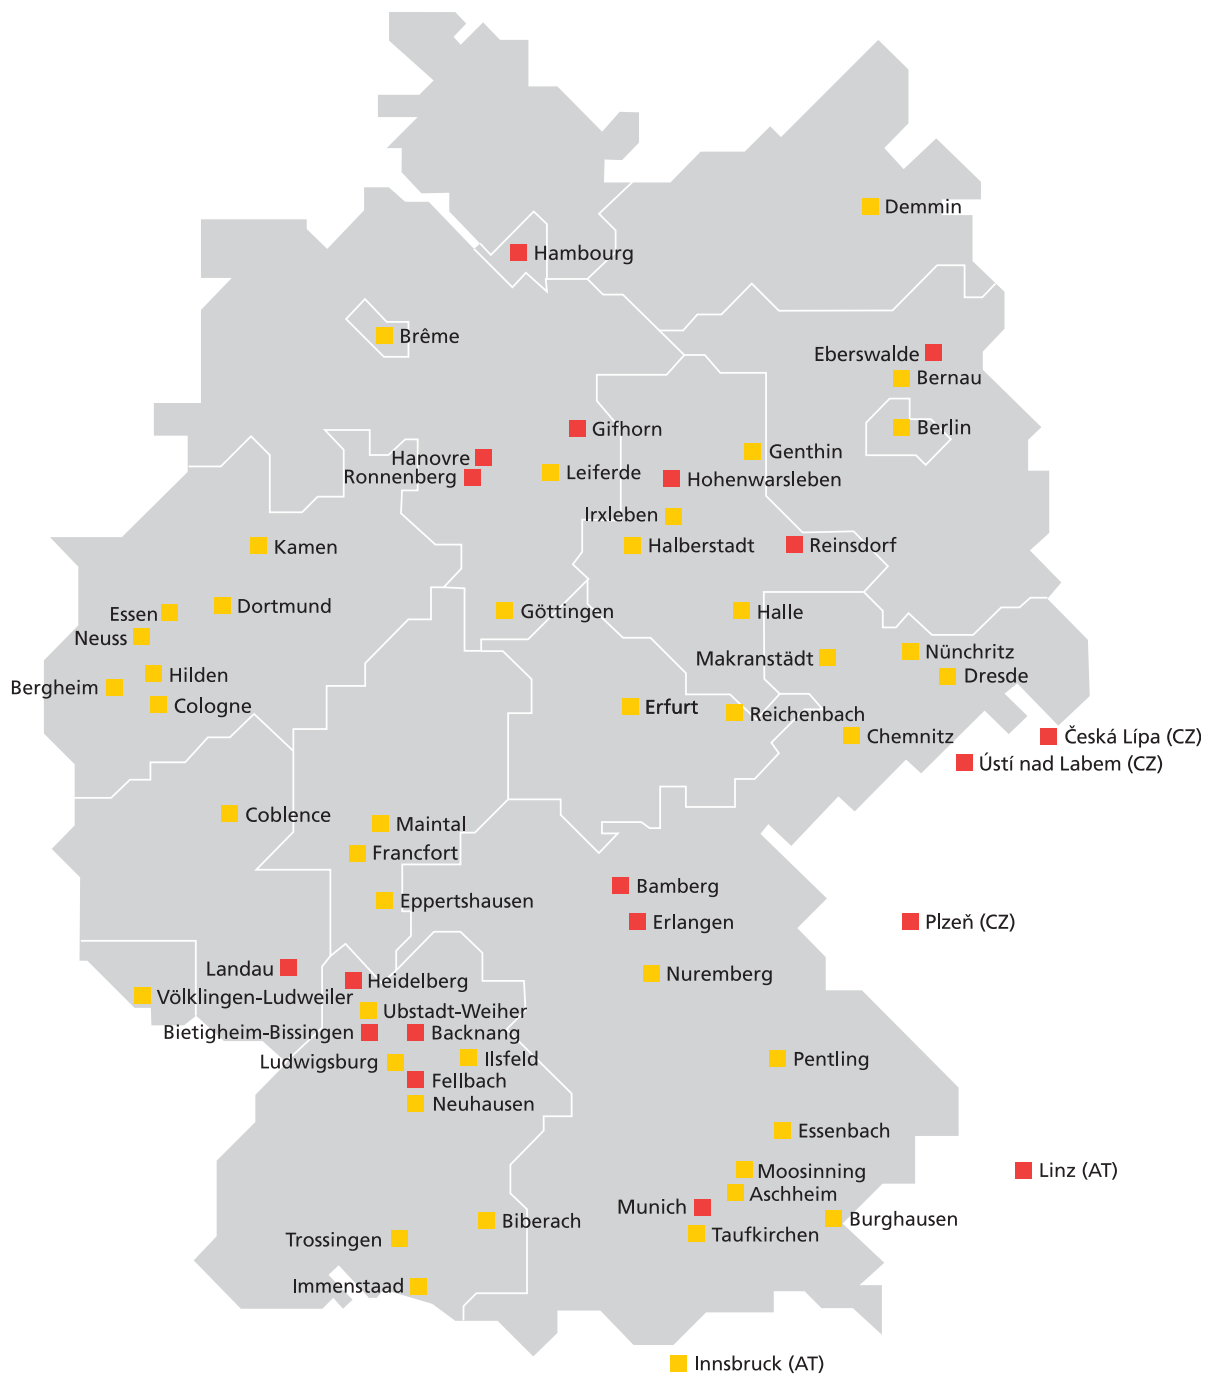 Demmin
Hambourg
Brême
Eberswalde
Bernau
Berlin
Gifhorn
Genthin
Hanovre
Leiferde
Ronnenberg
Hohenwarsleben
Irxleben
Halberstadt
Reinsdorf
Kamen
Dortmund
Essen
Göttingen
Halle
Neuss
Makranstädt
Nünchritz
Hilden
Dresde
Bergheim
Cologne
Erfurt
Reichenbach
Chemnitz
Česká Lípa (CZ)
Ústí nad Labem (CZ)
Coblence
Maintal
Francfort
Bamberg
Eppertshausen
Erlangen
Plzeň (CZ)
Landau
Nuremberg
Heidelberg
Völklingen-Ludweiler
Ubstadt-Weiher
Bietigheim-Bissingen
Backnang
Ludwigsburg
Ilsfeld
Pentling
Fellbach
Neuhausen
Essenbach
Moosinning
Linz (AT)
Aschheim
Munich
Burghausen
Biberach
Taufkirchen
Trossingen
Immenstaad
Innsbruck (AT)